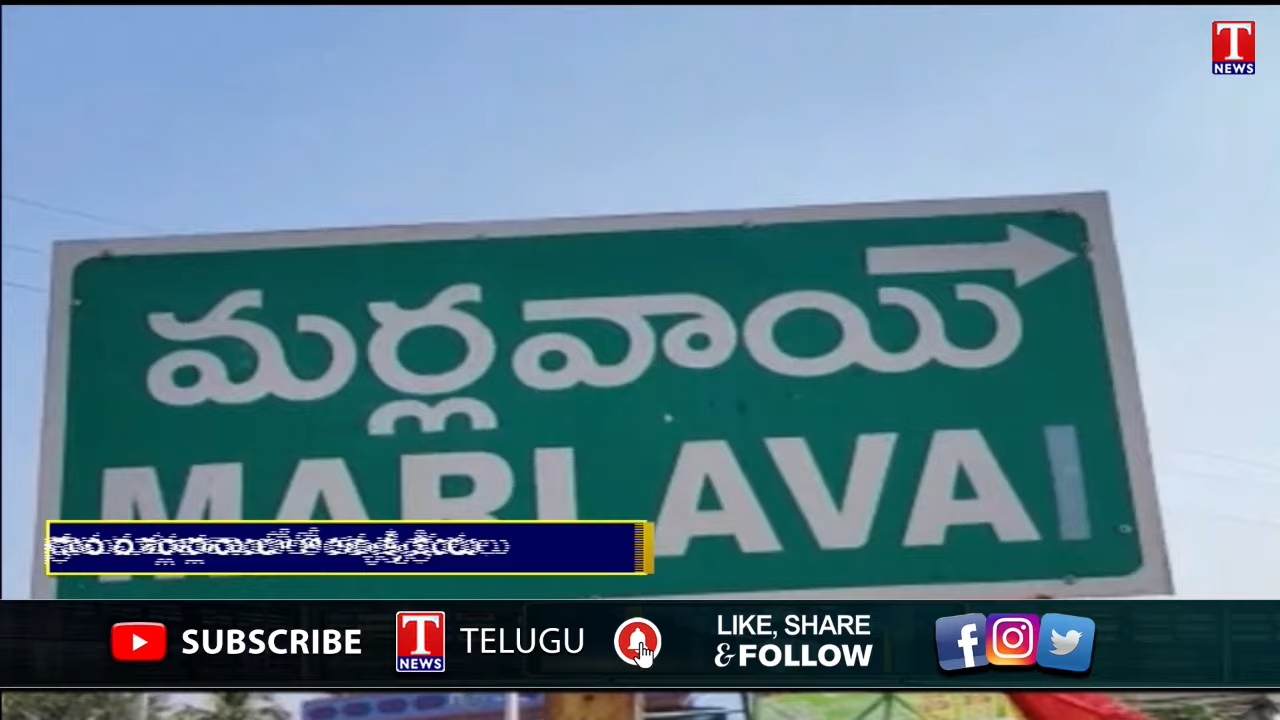 T
NEWS
మర్లవాయి
MARLAVAI
SUBSCRIBE
T
NEWS
TELUGU
LIKE, SHARE
& FOLLOW